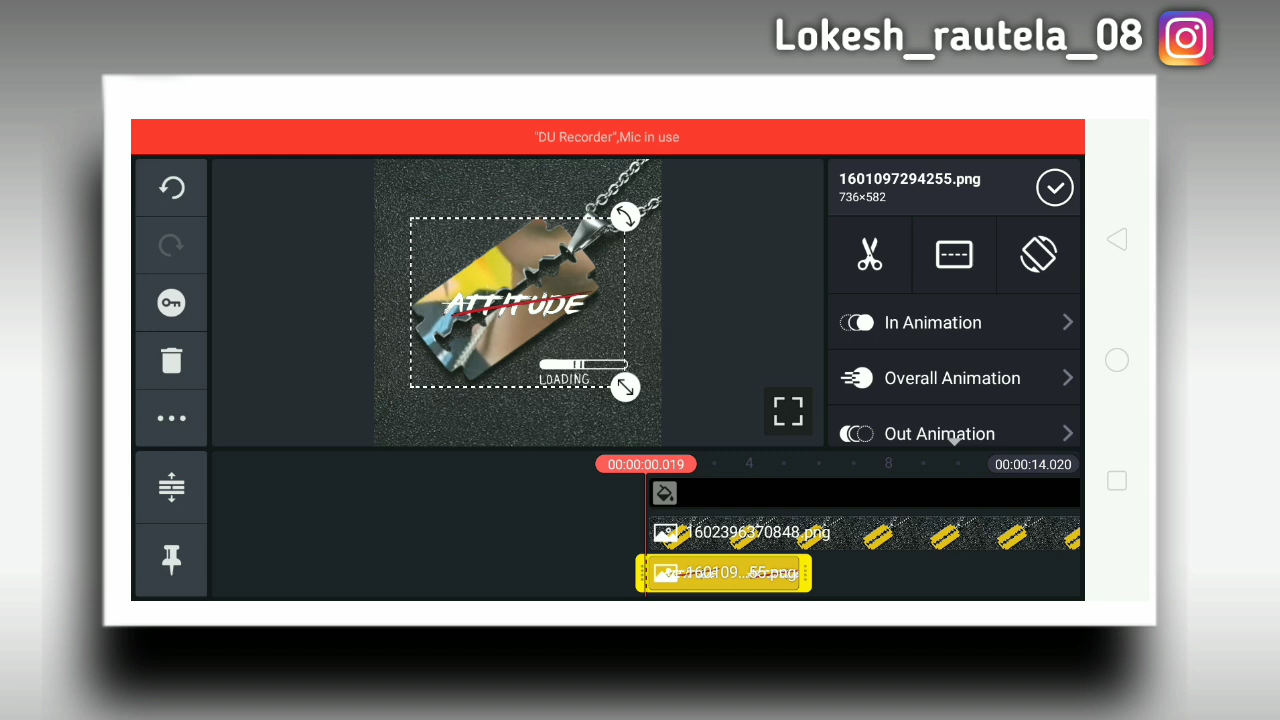 Lokesh_rautela_08
"DU Recorder",Mic in use
1601097294255.png
736×582
ATTITUDE
LOADING
In Animation
Overall Animation
Out Animation
00:00:00.019
4
8
00:00:14.020
1602396370848.png
160109...55.png